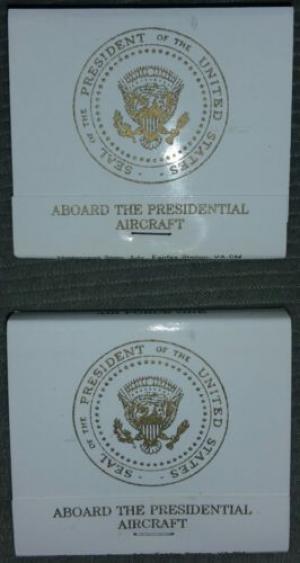 SEAL OF THE PRESIDENT OF THE UNITED STATES
ABOARD THE PRESIDENTIAL
AIRCRAFT
SEAL OF THE PRESIDENT OF THE UNITED STATES
ABOARD THE PRESIDENTIAL
AIRCRAFT